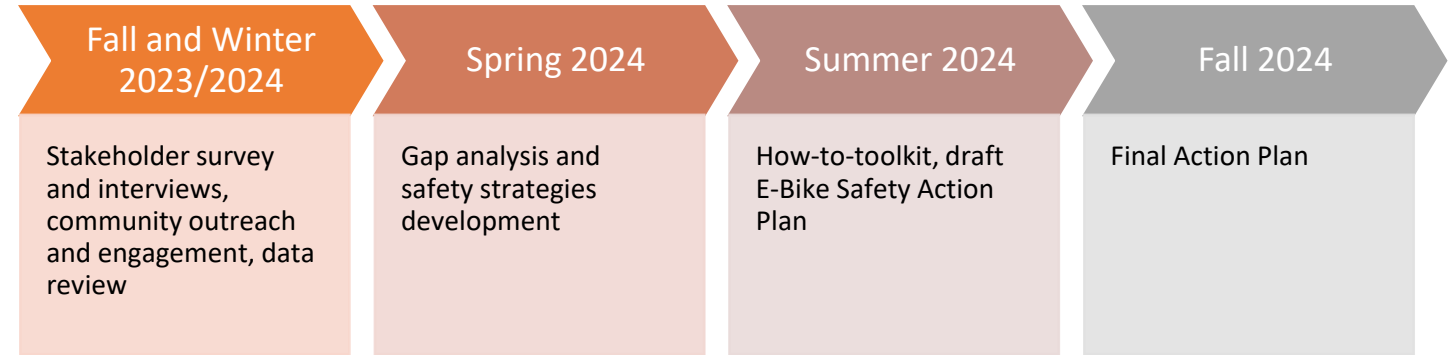 Fall and Winter
2023/2024
Stakeholder survey
and interviews,
community outreach
and engagement, data
review
Spring 2024
Gap analysis and
safety strategies
development
Summer 2024
How-to-toolkit, draft
E-Bike Safety Action
Plan
Fall 2024
Final Action Plan